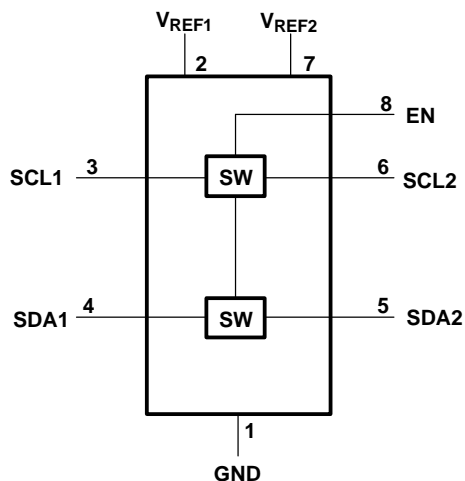 VREF1 VREF2
2 7
8 EN
SCL1 3 SW 6 SCL2
SDA1 4 SW 5 SDA2
1
GND